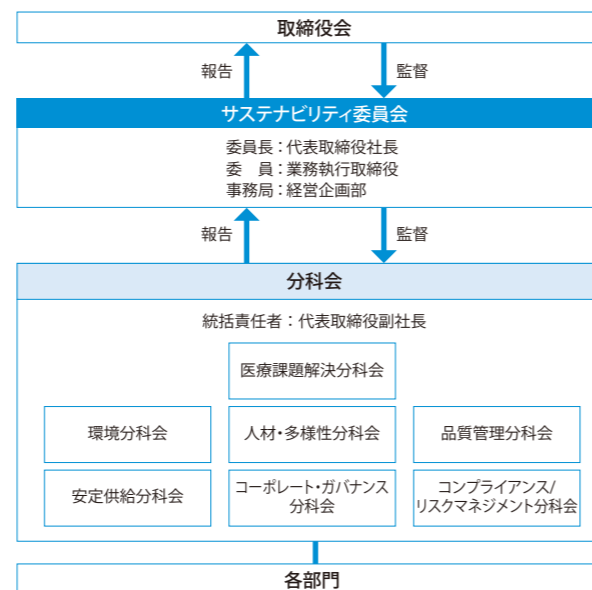 取締役会
報告
監督
サステナビリティ委員会
委員長：代表取締役社長
委　員：業務執行取締役
事務局：経営企画部
報告
監督
分科会
統括責任者：代表取締役副社長
医療課題解決分科会
環境分科会
人材・多様性分科会
品質管理分科会
安定供給分科会
コーポレート・ガバナンス
分科会
コンプライアンス/
リスクマネジメント分科会
各部門